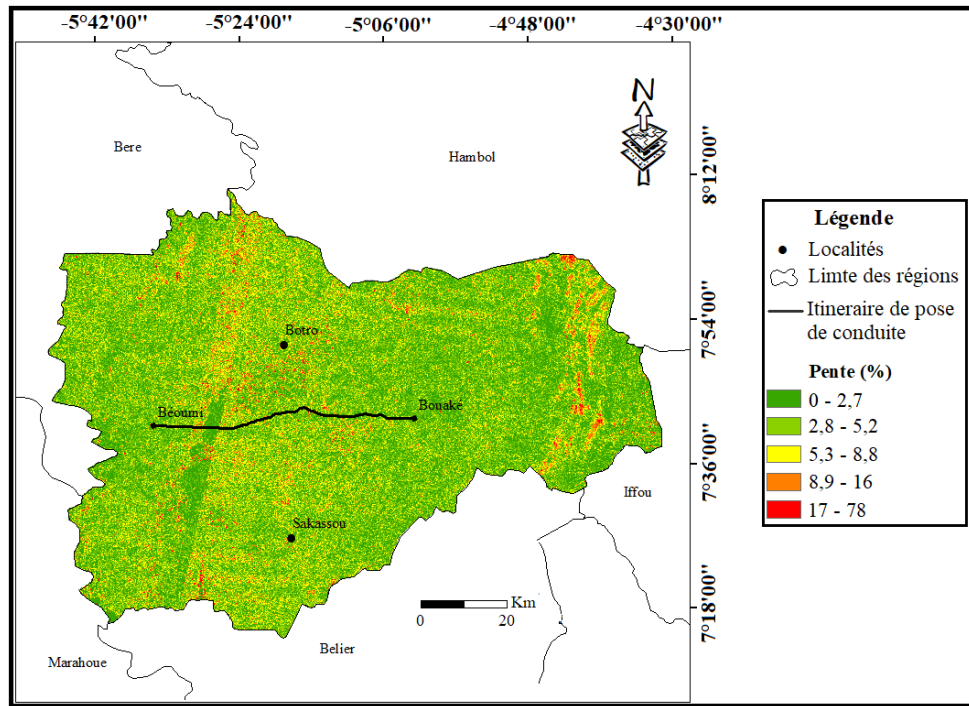 -5°42'00'' -5°24'00'' -5°06'00'' -4°48'00'' -4°30'00''
N
Bere
Hambol
8°12'00''
Botro
7°54'00''
Béoumi
Bouaké
7°36'00''
Iffou
Sakassou
Km
0 20
7°18'00''
Belier
Marahoue
Légende
Localités
Limte des régions
Itineraire de pose
de conduite
Pente (%)
0 - 2,7
2,8 - 5,2
5,3 - 8,8
8,9 - 16
17 - 78